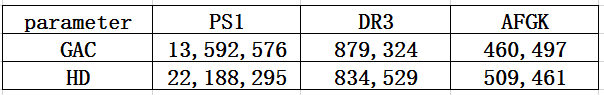 parameter PS1 DR3 AFGK
GAC 13,592,576 879,324 460,497
HD 22,188,295 834,529 509,461